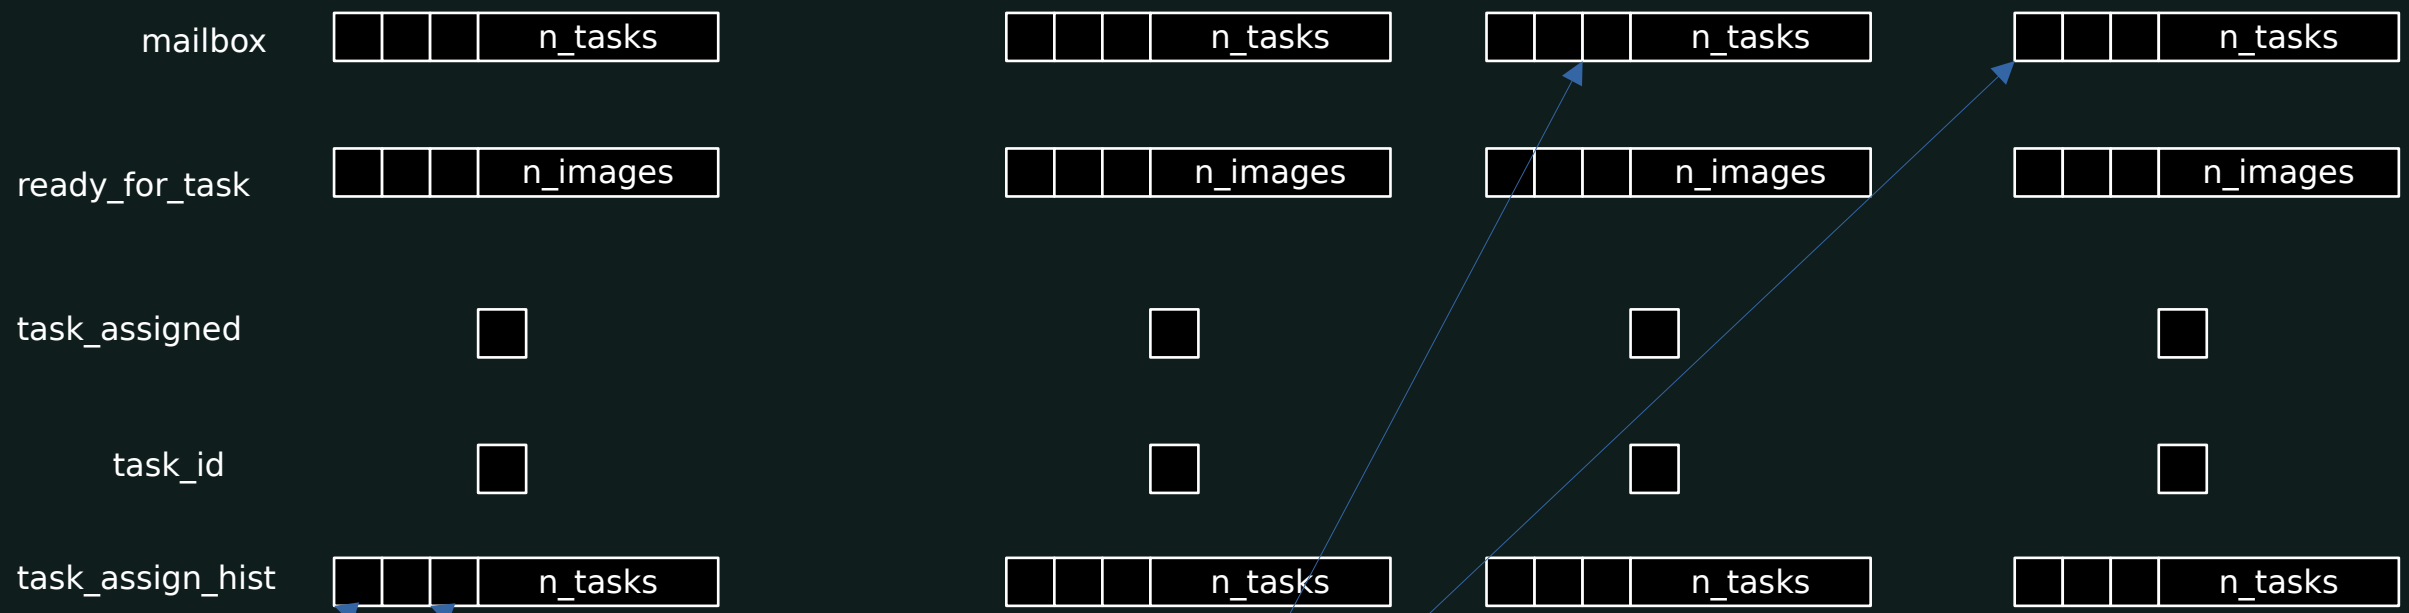 mailbox n_tasks n_tasks n_tasks n_tasks
ready_for_task n_images n_images n_images n_images
task_assigned
task_id
task_assign_hist n_tasks n_tasks n_tasks n_tasks